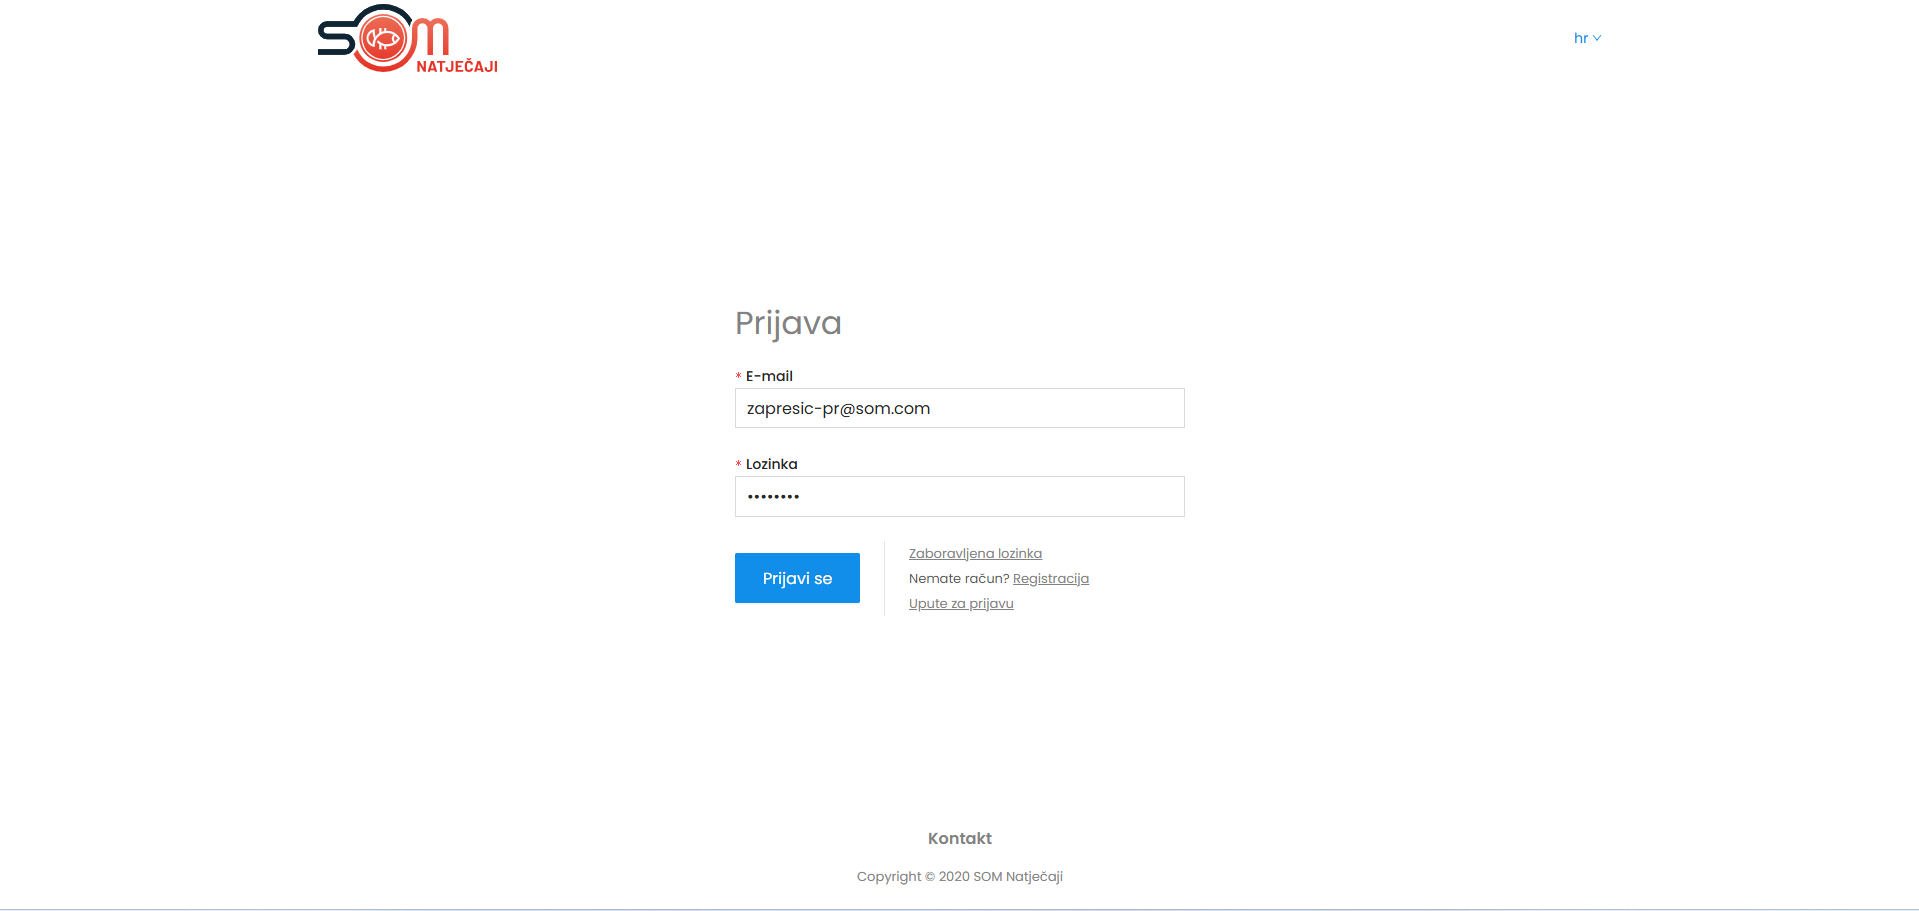 SOM
NATJEČAJI
hr
Prijava
* E-mail
zapresic-pr@som.com
* Lozinka
••••••••
Prijavi se
Zaboravljena lozinka
Nemate račun? Registracija
Upute za prijavu
Kontakt
Copyright © 2020 SOM Natječaji